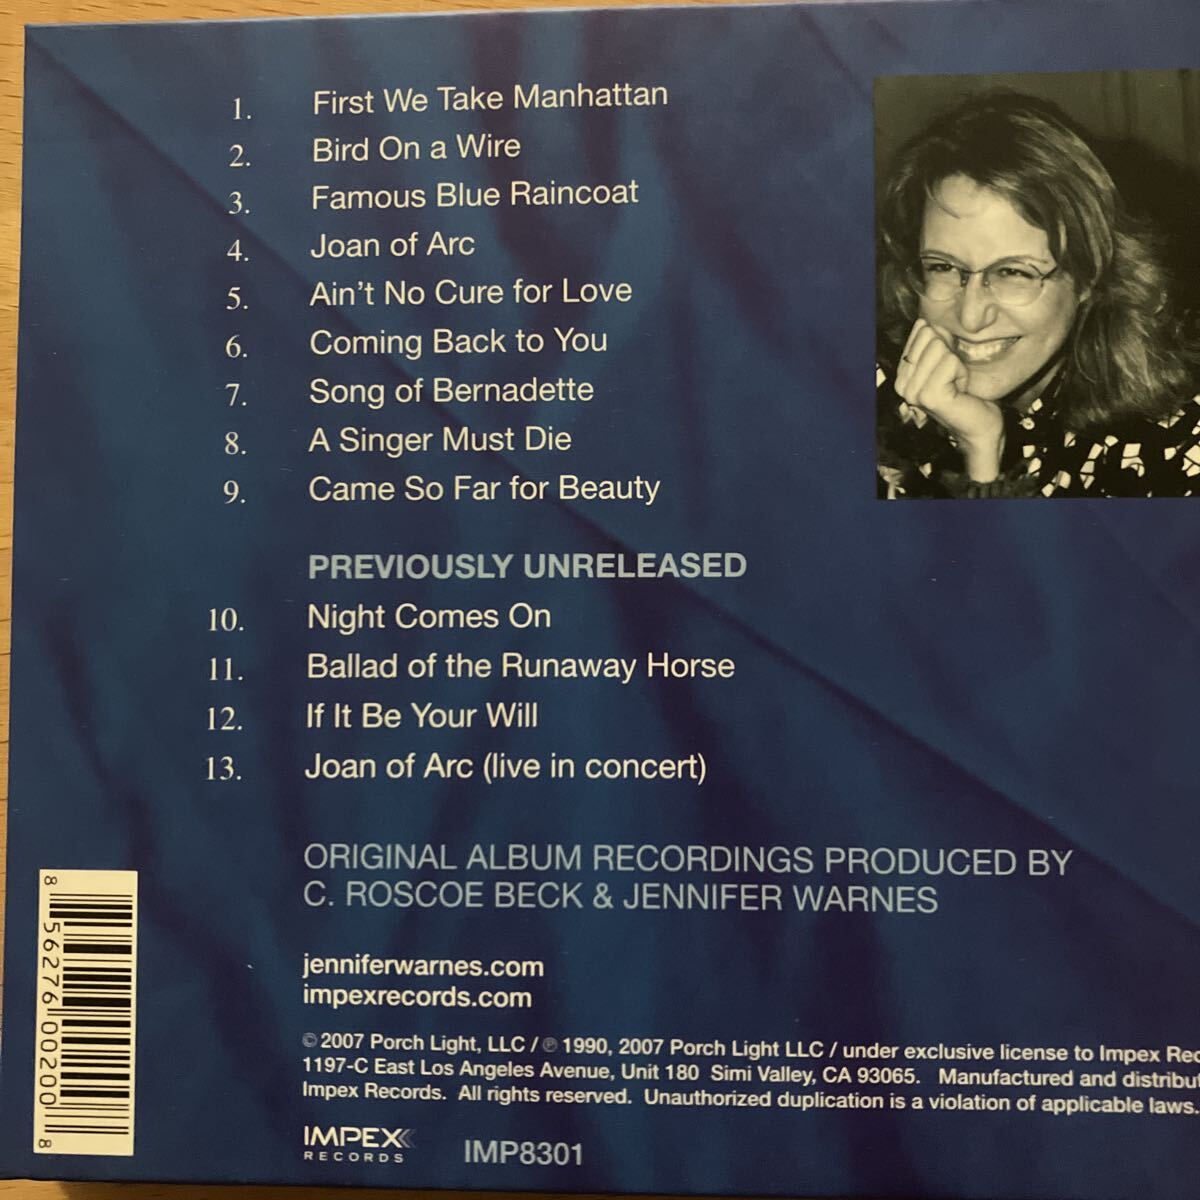 1. First We Take Manhattan
2. Bird On a Wire
3. Famous Blue Raincoat
4. Joan of Arc
5. Ain't No Cure for Love
6. Coming Back to You
7. Song of Bernadette
8. A Singer Must Die
9. Came So Far for Beauty
PREVIOUSLY UNRELEASED
10. Night Comes On
11. Ballad of the Runaway Horse
12. If It Be Your Will
13. Joan of Arc (live in concert)
ORIGINAL ALBUM RECORDINGS PRODUCED BY
C. ROSCOE BECK & JENNIFER WARNES
jenniferwarnes.com
impexrecords.com
© 2007 Porch Light, LLC / ℗ 1990, 2007 Porch Light LLC / under exclusive license to Impex Rec
1197-C East Los Angeles Avenue, Unit 180 Simi Valley, CA 93065. Manufactured and distribut
Impex Records. All rights reserved. Unauthorized duplication is a violation of applicable laws.
IMPEX
RECORDS
IMP8301
8 56276 00200 8